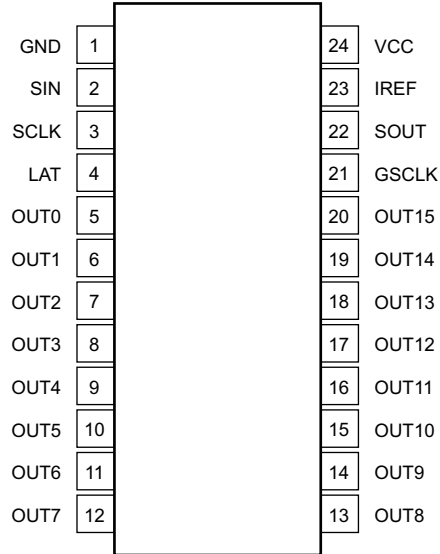 GND 1 24 VCC
SIN 2 23 IREF
SCLK 3 22 SOUT
LAT 4 21 GSCLK
OUT0 5 20 OUT15
OUT1 6 19 OUT14
OUT2 7 18 OUT13
OUT3 8 17 OUT12
OUT4 9 16 OUT11
OUT5 10 15 OUT10
OUT6 11 14 OUT9
OUT7 12 13 OUT8